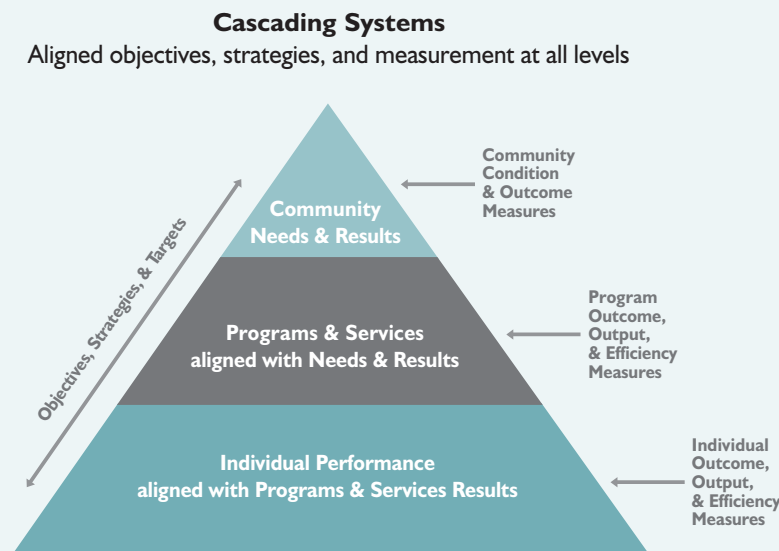 Cascading Systems
Aligned objectives, strategies, and measurement at all levels
Community
Condition
& Outcome
Measures
Community
Needs & Results
Objectives, Strategies, & Targets
Program
Outcome,
Output,
& Efficiency
Measures
Programs & Services
aligned with Needs & Results
Individual
Outcome,
Output,
& Efficiency
Measures
Individual Performance
aligned with Programs & Services Results